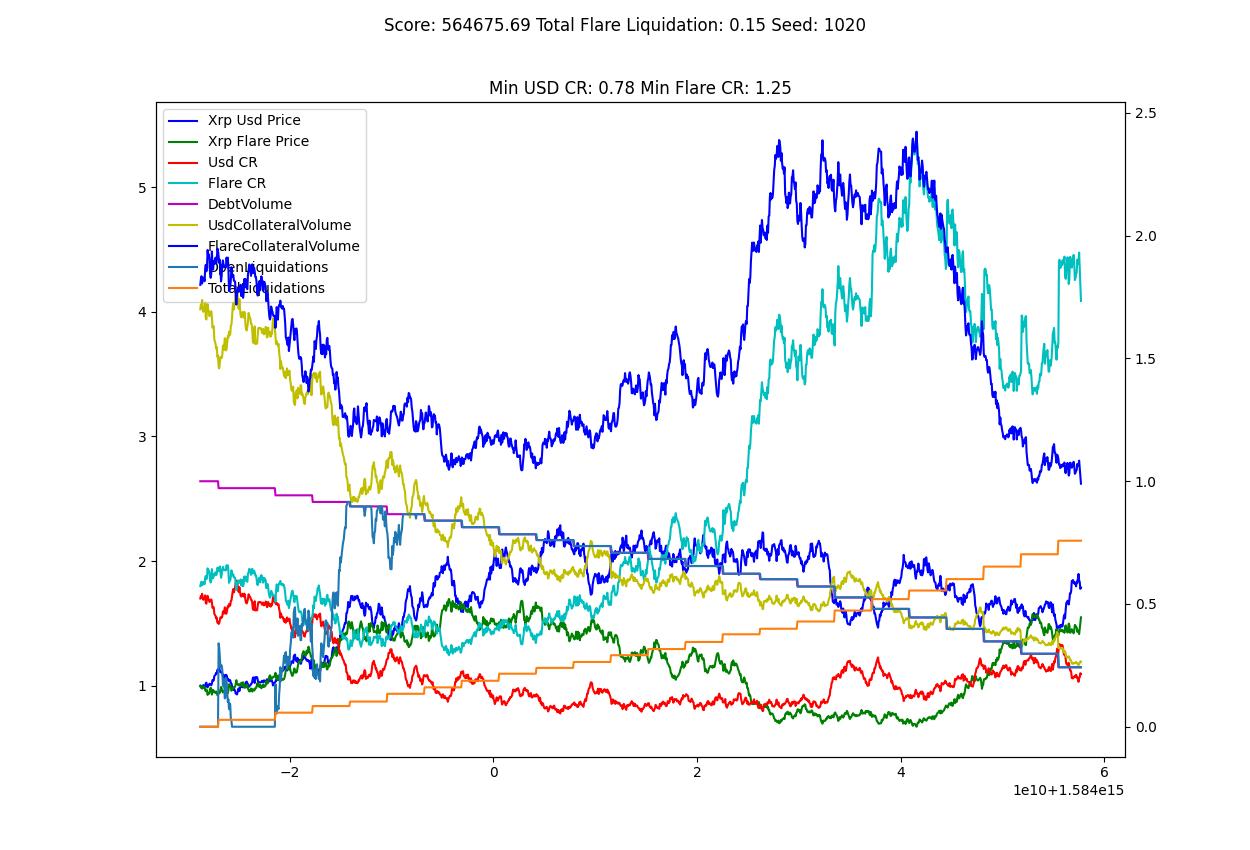 Score: 564675.69 Total Flare Liquidation: 0.15 Seed: 1020
Min USD CR: 0.78 Min Flare CR: 1.25
Xrp Usd Price
Xrp Flare Price
Usd CR
Flare CR
DebtVolume
UsdCollateralVolume
FlareCollateralVolume
OpenLiquidations
TotalLiquidations
5
4
3
2
1
2.5
2.0
1.5
1.0
0.5
0.0
−2
0
2
4
6
1e10+1.584e15